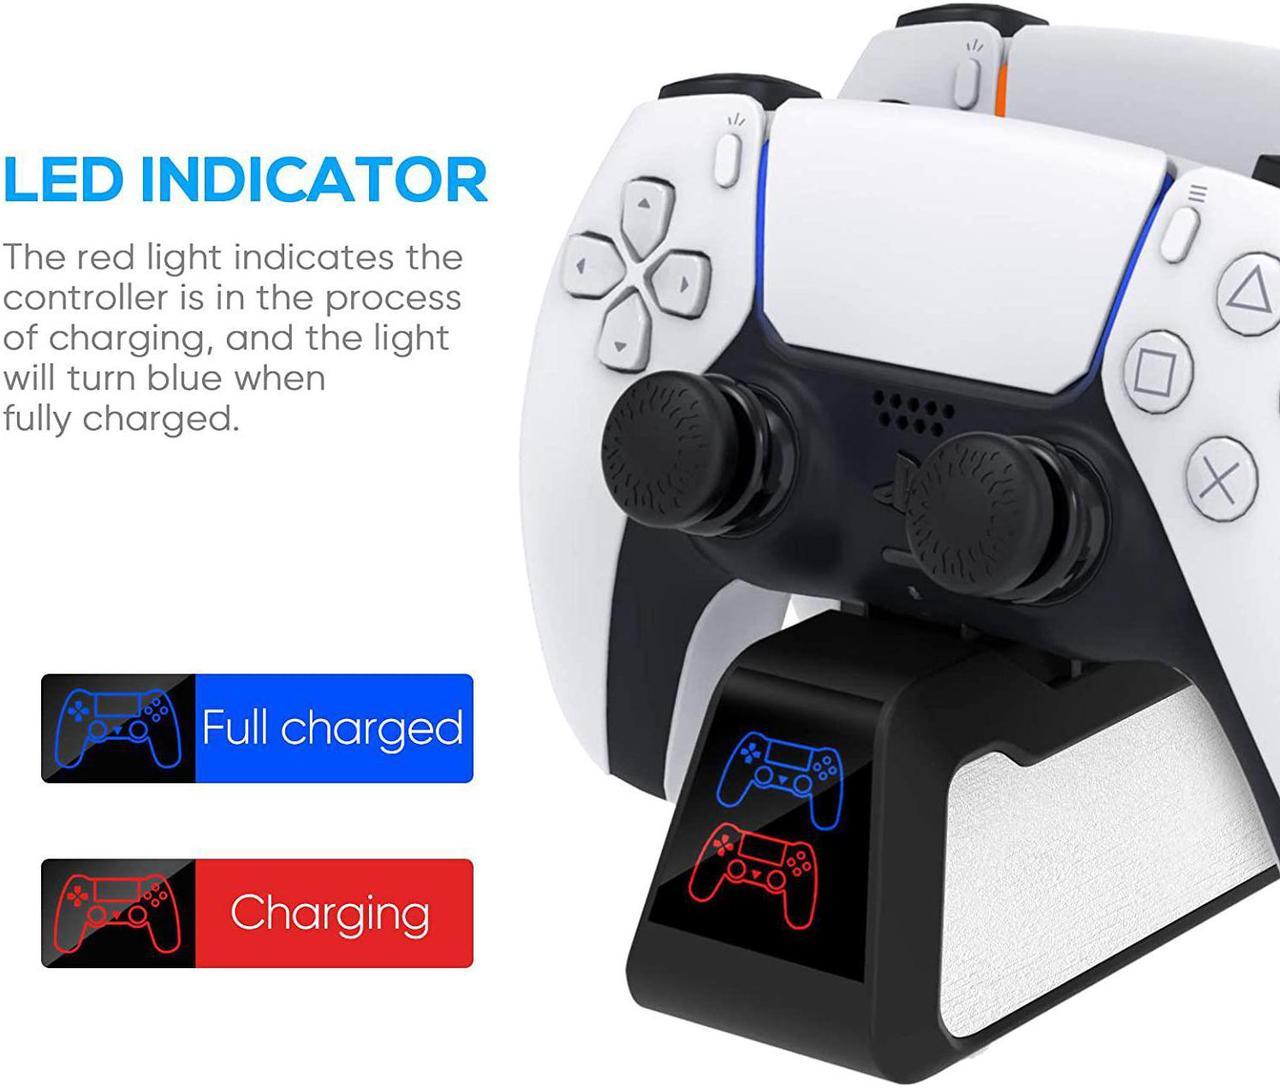 LED INDICATOR
The red light indicates the
controller is in the process
of charging, and the light
will turn blue when
fully charged.
Full charged
Charging